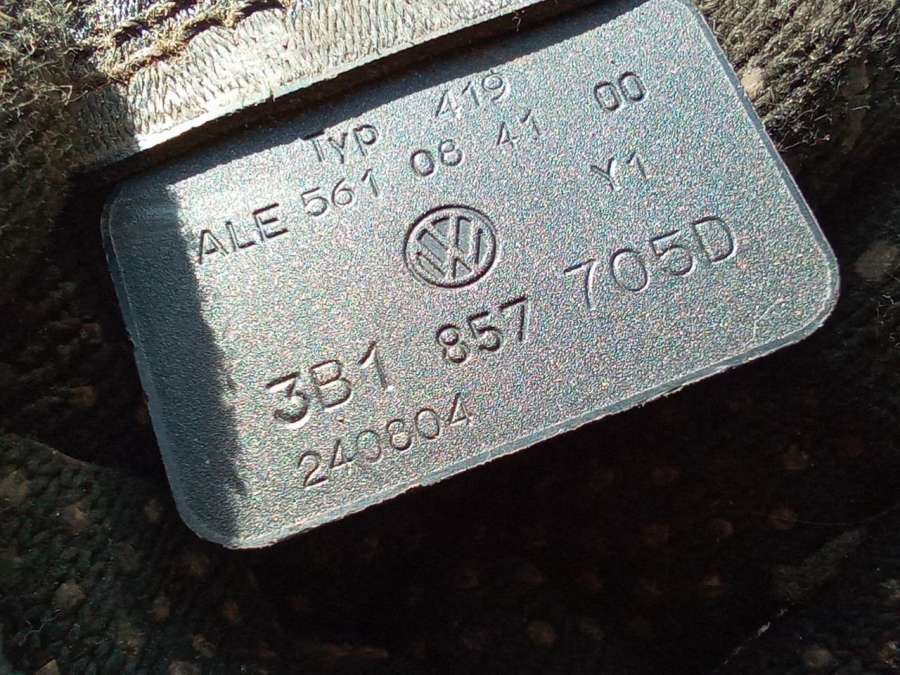 Typ 419
ALE 561 08 41 00
Y1
3B1 857 705D
240804